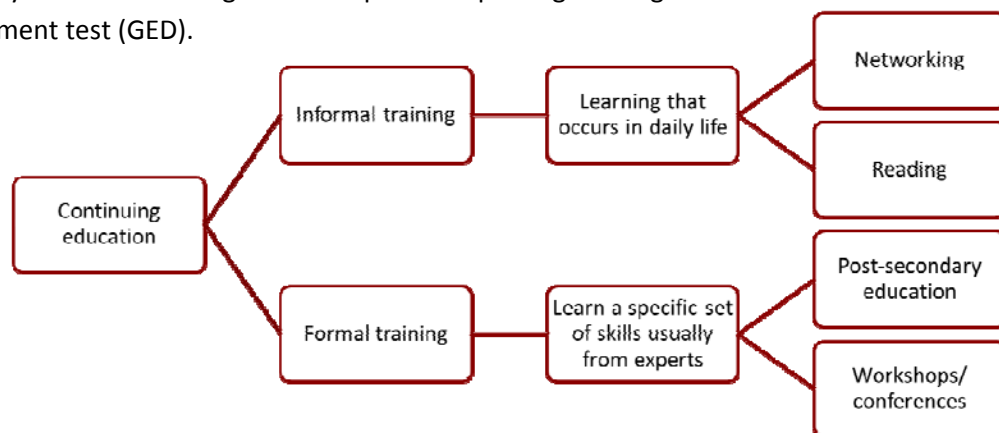 ment test (GED).
Networking
Informal training
Learning that
occurs in daily life
Reading
Continuing
education
Post-secondary
education
Formal training
Learn a specific set
of skills usually
from experts
Workshops/
conferences